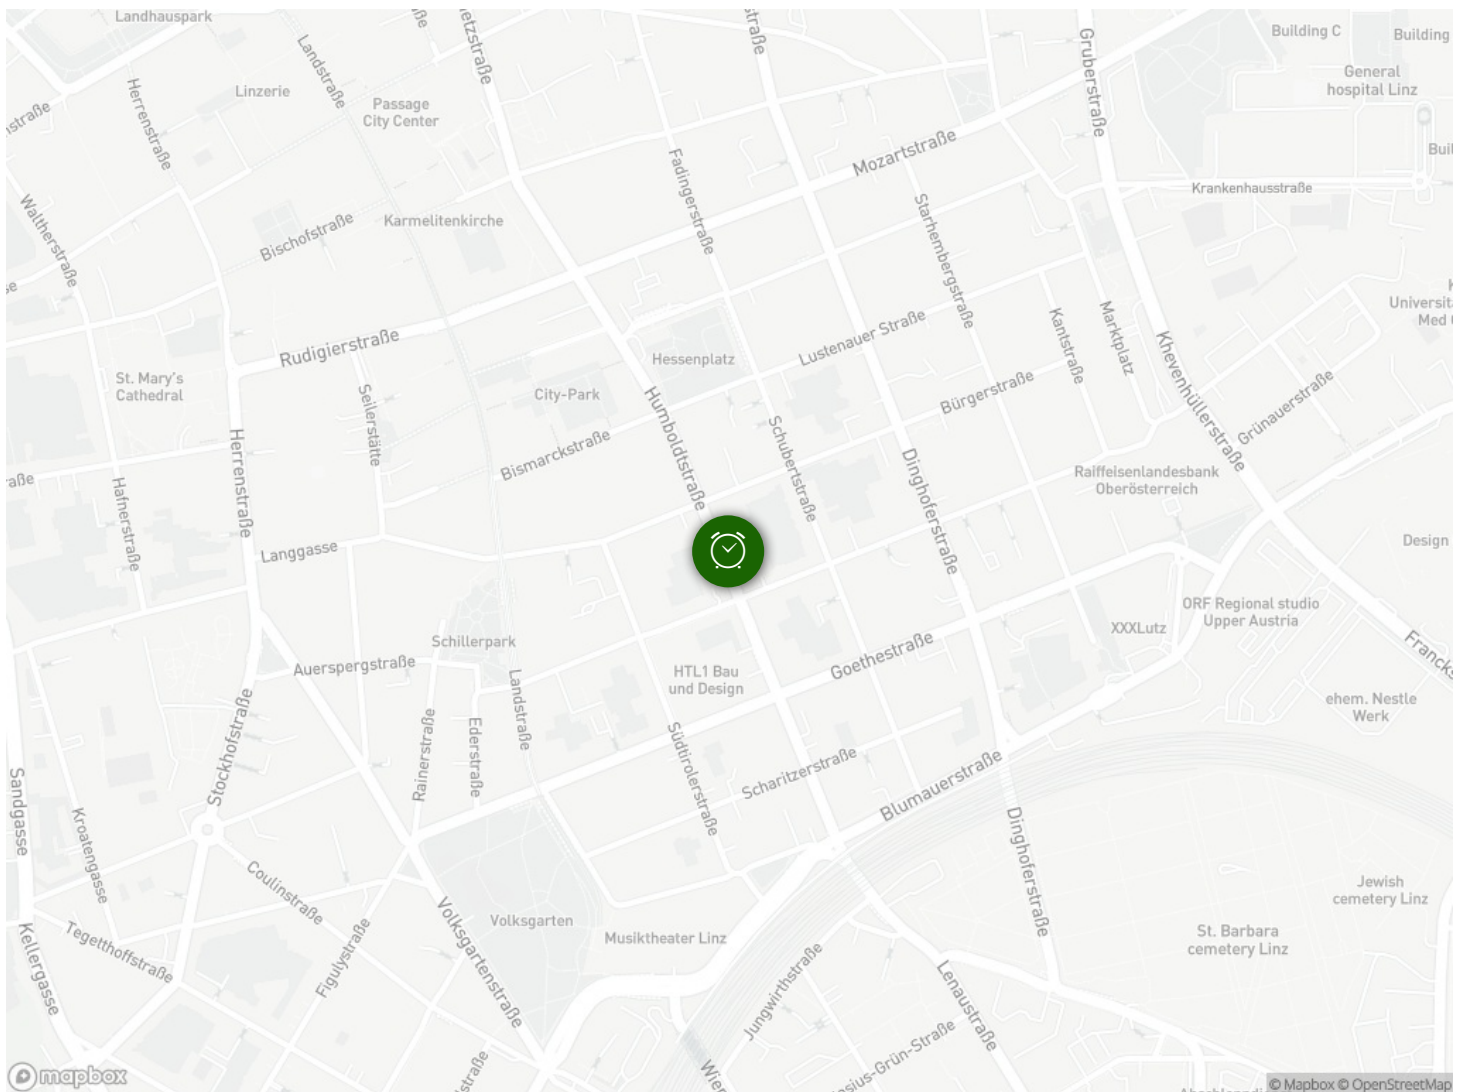 Landhauspark
Landstraße
Herrenstraße
Linzerie
Passage
City Center
Fadingerstraße
Mozartstraße
Gruberstraße
Building C
Building
General
hospital Linz
Krankenhausstraße
Waltherstraße
Bischofstraße
Karmelitenkirche
Starhembergstraße
Rudigierstraße
Hessenplatz
Lustenauer Straße
Kantstraße
Marktplatz
Khevenhüllerstraße
St. Mary's
Cathedral
Seilerstätte
City-Park
Humboldtstraße
Bürgerstraße
Grünauerstraße
Herrenstraße
Bismarckstraße
Schubertstraße
Dinghoferstraße
Raiffeisenlandesbank
Oberösterreich
Hafnerstraße
Langgasse
Design
Schillerpark
ORF Regional studio
Upper Austria
XXXLutz
Auerspergstraße
HTL1 Bau
und Design
Goethestraße
Landstraße
Stockhofstraße
Rainerstraße
Ederstraße
Südtirolerstraße
Scharitzerstraße
Blumauerstraße
ehem. Nestle
Werk
Sandgasse
Kroatengasse
Coulinstraße
Dinghoferstraße
Jewish
cemetery Linz
Volksgarten
Musiktheater Linz
St. Barbara
cemetery Linz
Kellergasse
Tegetthoffstraße
Figulystraße
Volksgartenstraße
Jungwirthstraße
Lenaustraße
mapbox
© Mapbox © OpenStreetMap